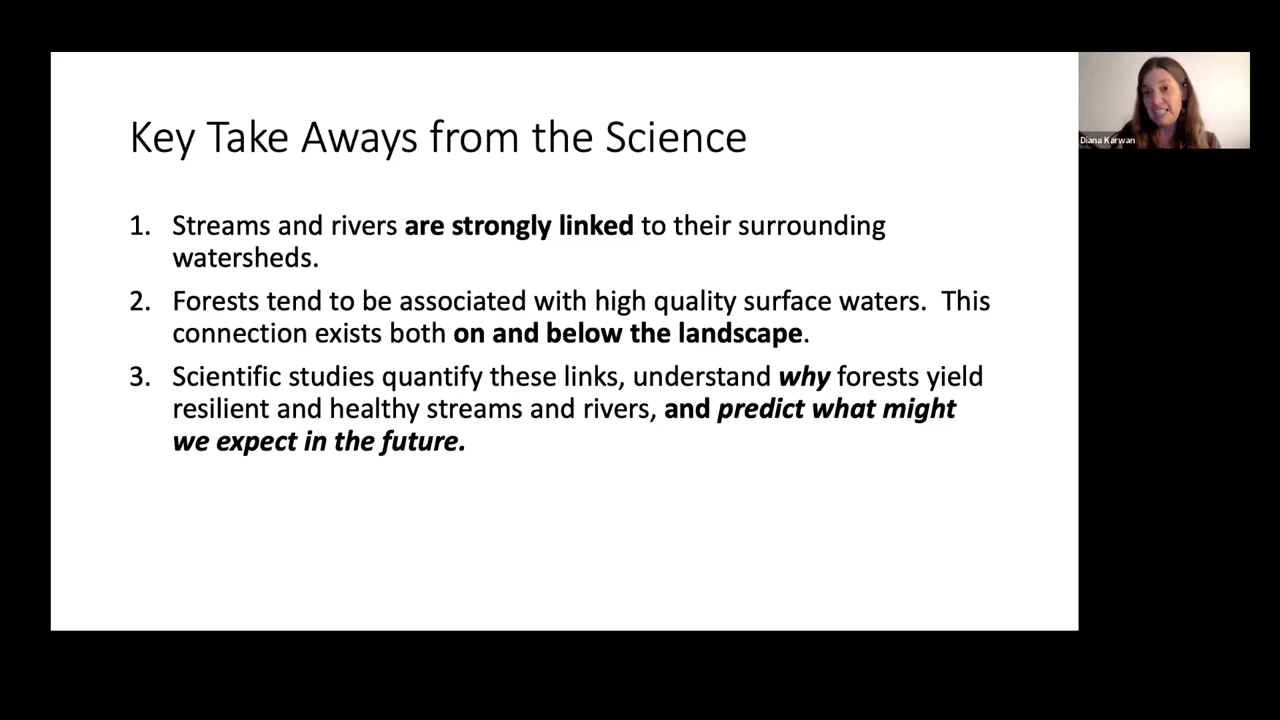 Key Take Aways from the Science
1. Streams and rivers are strongly linked to their surrounding
watersheds.
2. Forests tend to be associated with high quality surface waters.  This
connection exists both on and below the landscape.
3. Scientific studies quantify these links, understand why forests yield
resilient and healthy streams and rivers, and predict what might
we expect in the future.
Diana Karwan